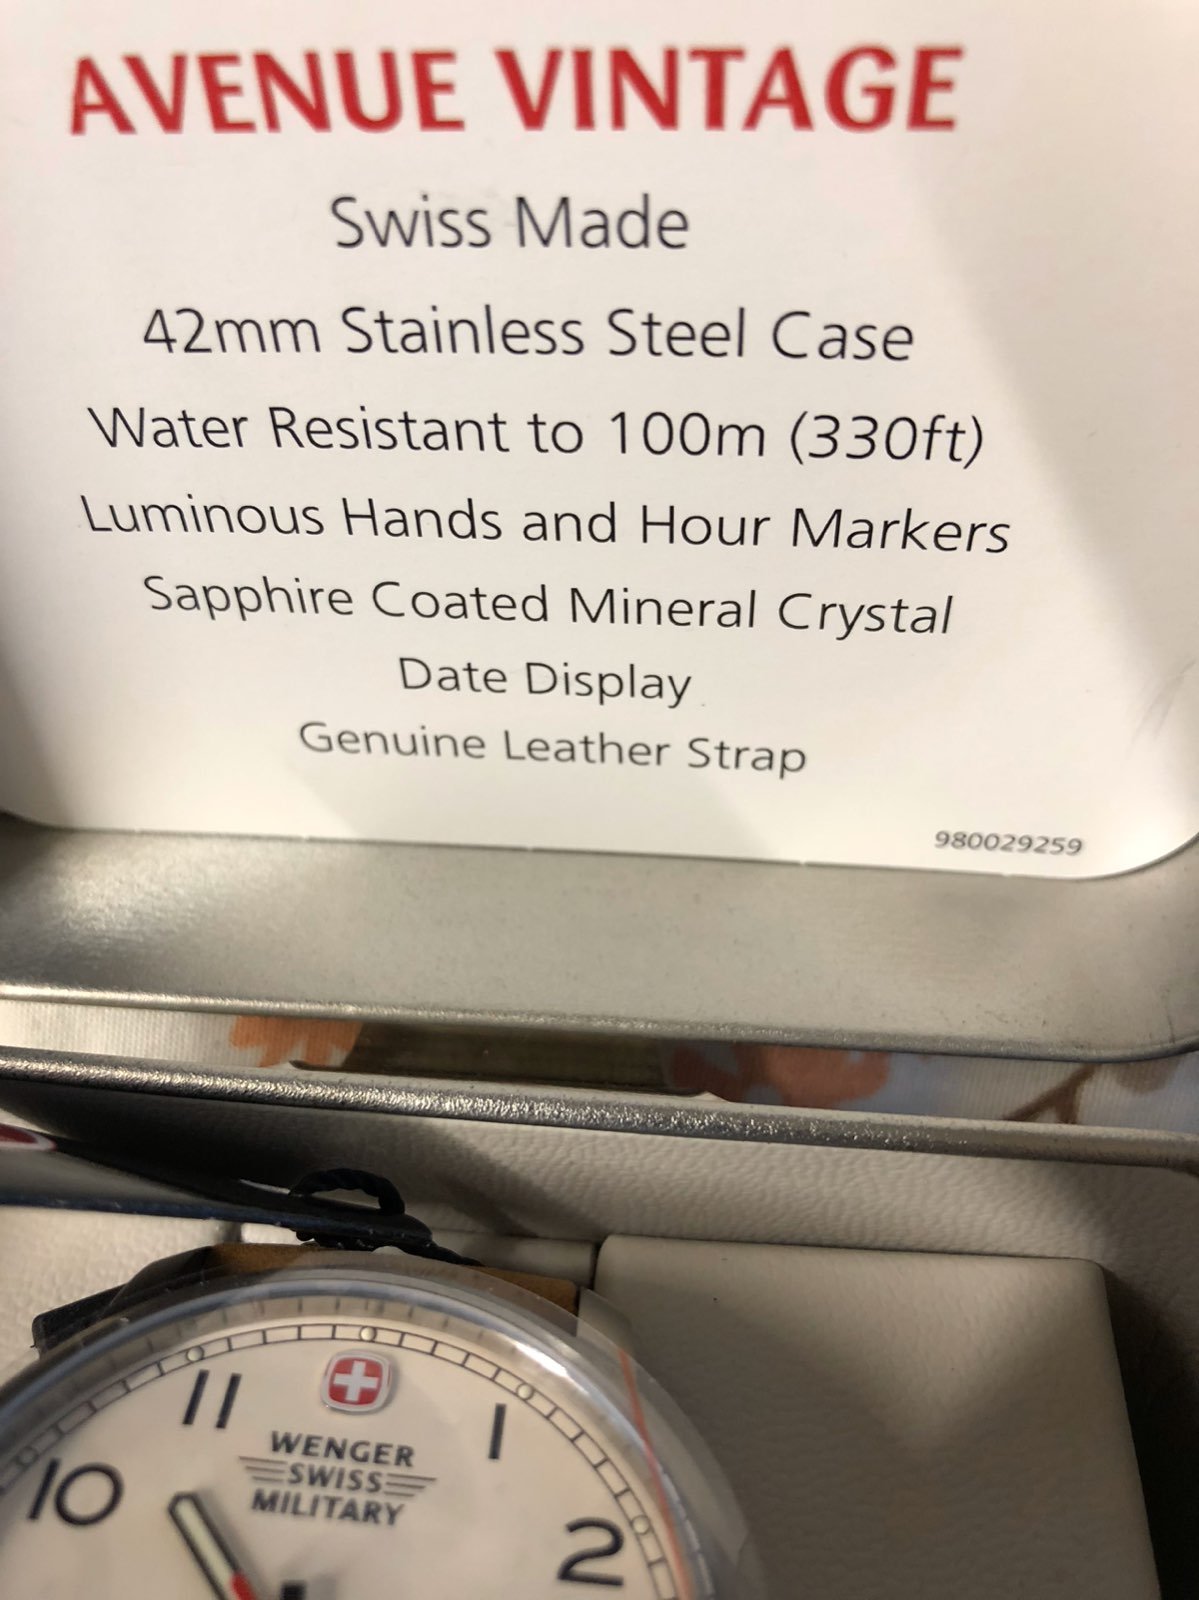 AVENUE VINTAGE
Swiss Made
42mm Stainless Steel Case
Water Resistant to 100m (330ft)
Luminous Hands and Hour Markers
Sapphire Coated Mineral Crystal
Date Display
Genuine Leather Strap
980029259
11
1
10
2
WENGER
SWISS
MILITARY